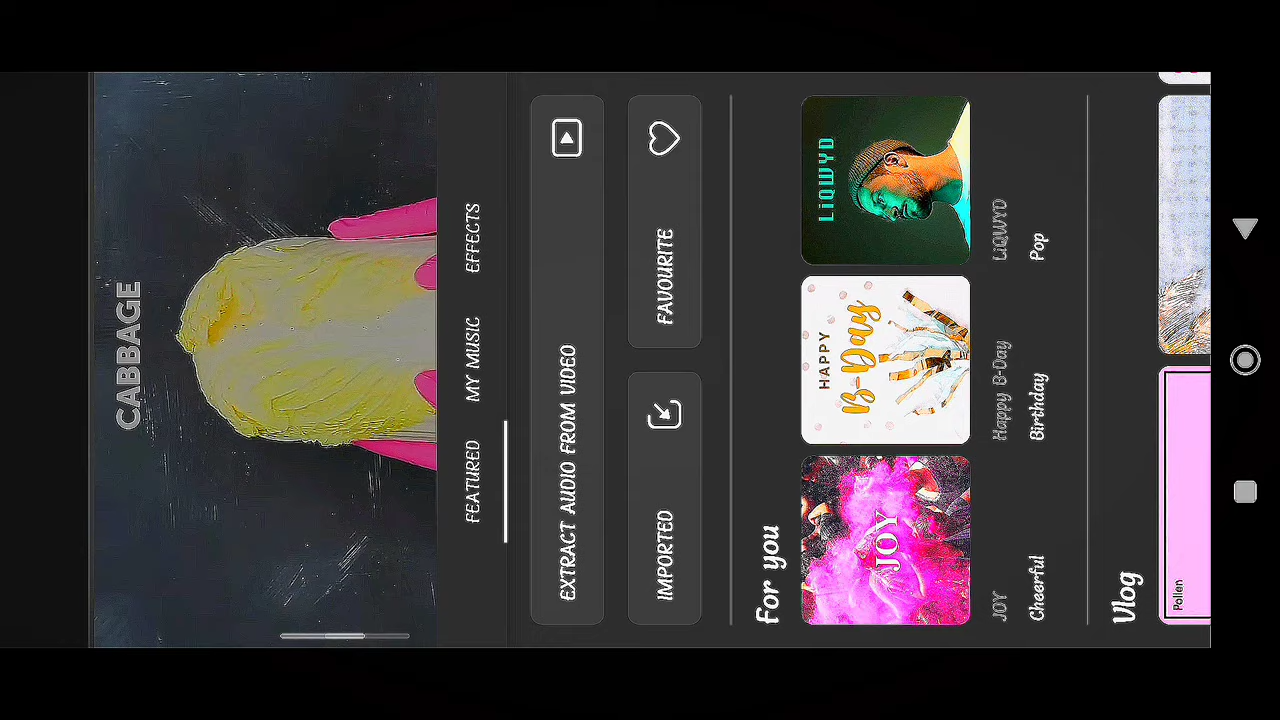 CABBAGE
FEATURED MY MUSIC EFFECTS
EXTRACT AUDIO FROM VIDEO
IMPORTED FAVOURITE
For you
JOY
HAPPY
B-Day
LiQWYD
JOY Happy B-Day LiQWYD
Cheerful Birthday Pop
Vlog
Pollen